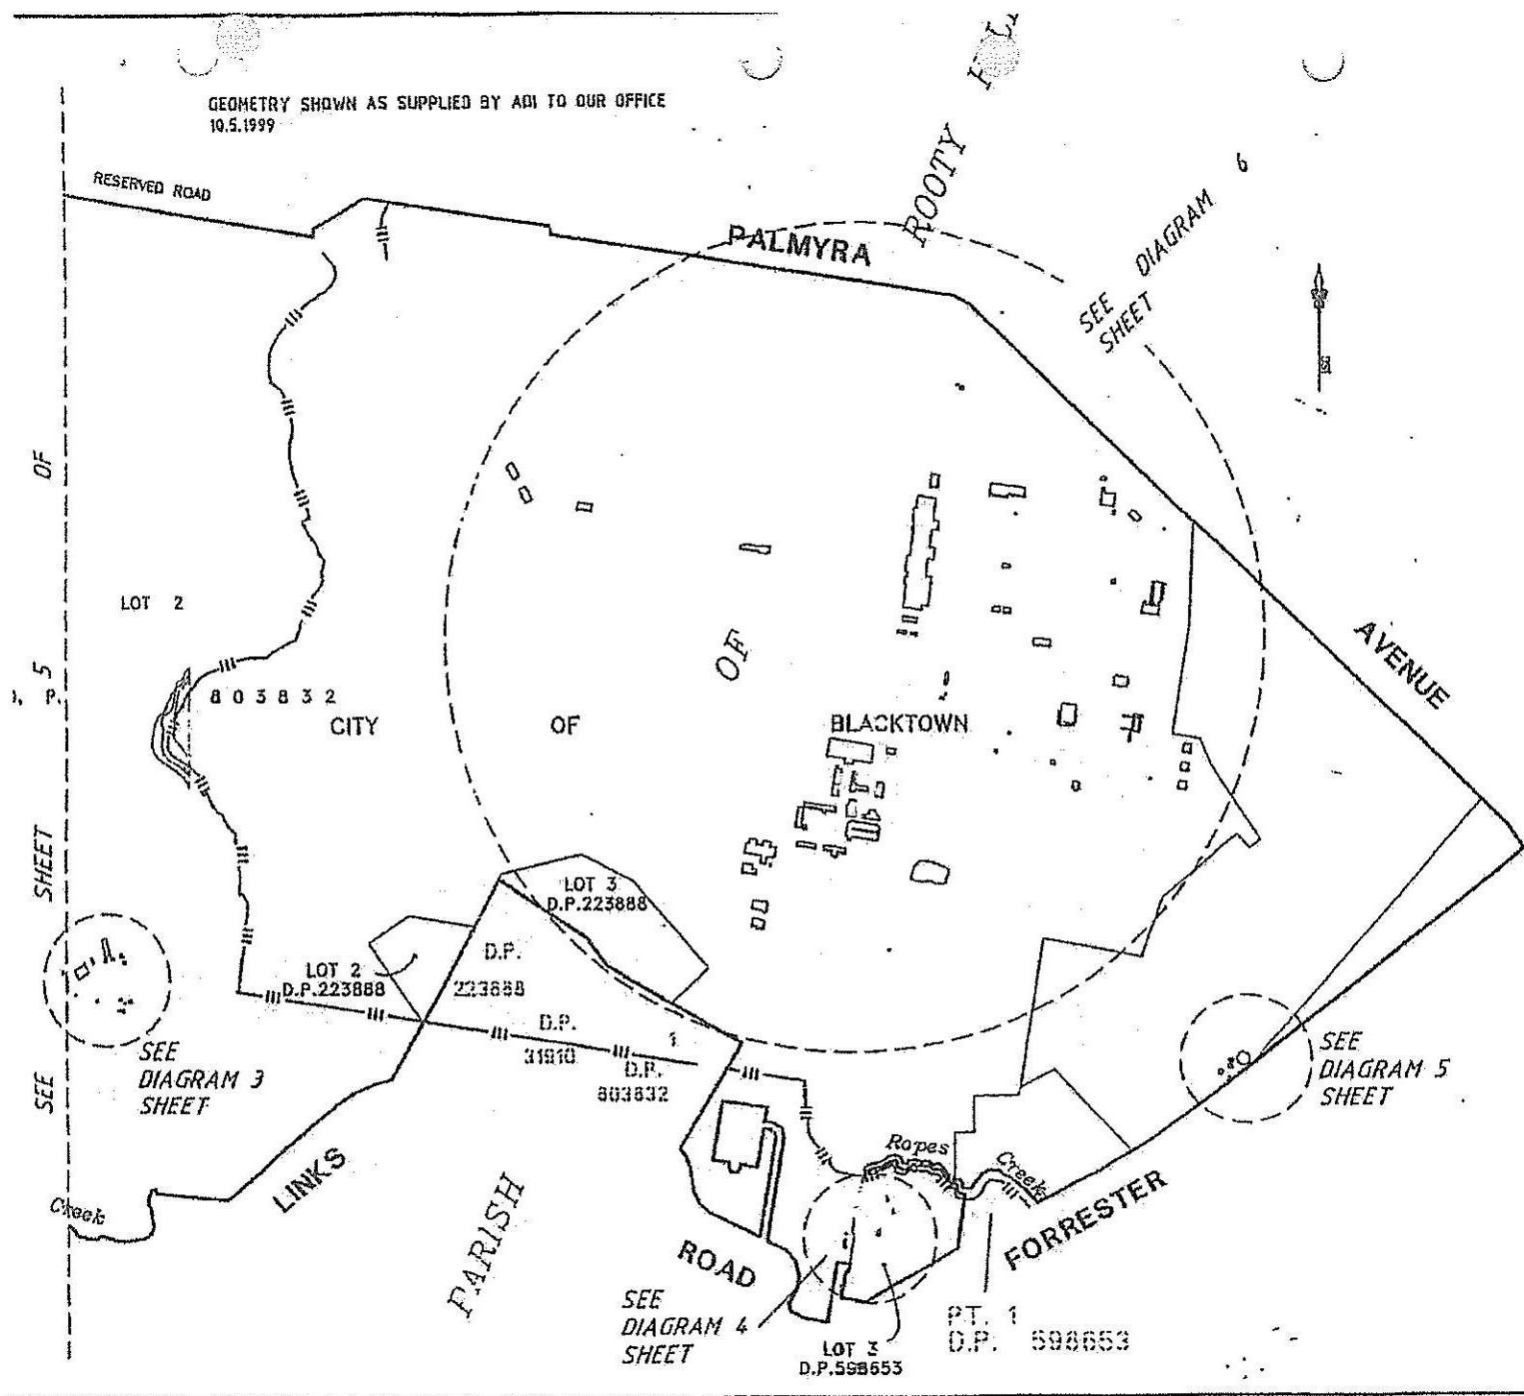 GEOMETRY SHOWN AS SUPPLIED BY ADI TO OUR OFFICE
10.5.1999
RESERVED ROAD
PALMYRA
ROOTY
SEE DIAGRAM 6
SHEET
AVENUE
LOT 2
803832
CITY OF BLACKTOWN
OF
SEE SHEET 5 OF
LOT 3
D.P.223888
LOT 2
D.P.223888
D.P.
223888
D.P.
31910
1
D.P.
803832
SEE
DIAGRAM 3
SHEET
SEE
DIAGRAM 5
SHEET
Ropes Creek
Creek
LINKS
PARISH
ROAD
FORRESTER
SEE
DIAGRAM 4
SHEET
LOT 3
D.P.598653
PT. 1
D.P. 598653